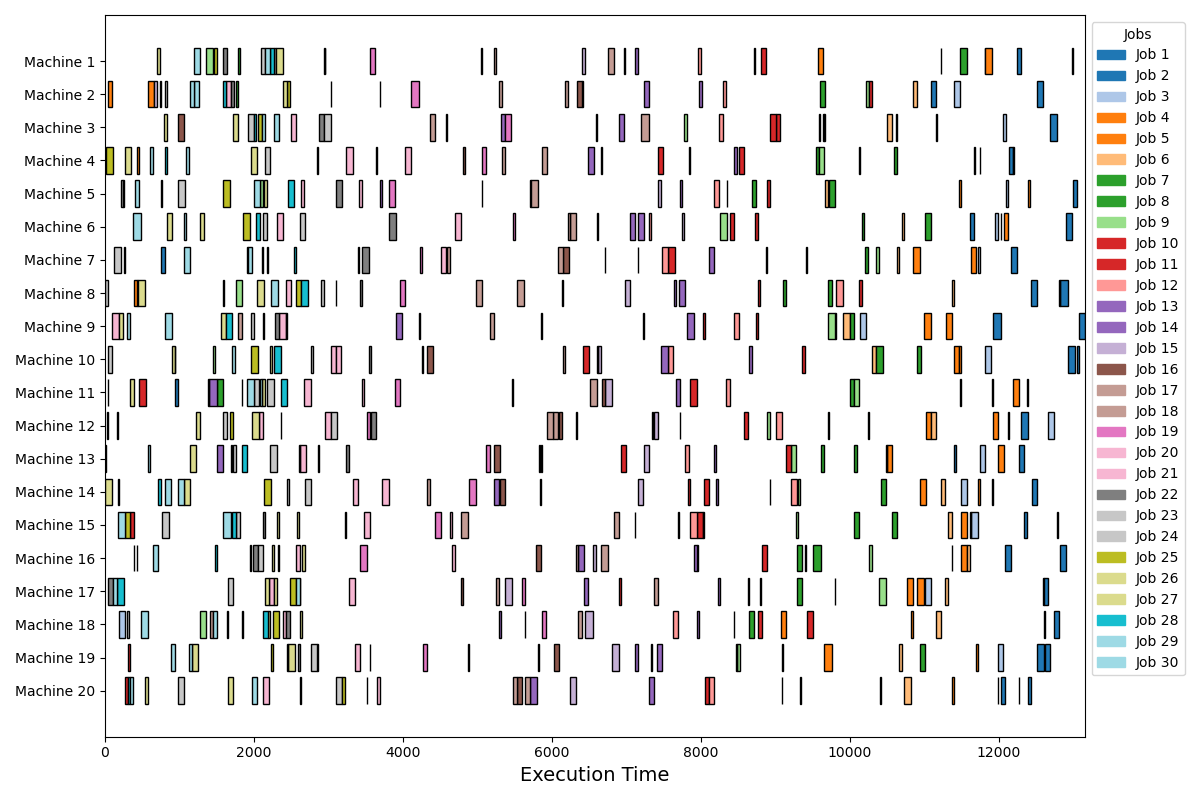 Machine 1
Machine 2
Machine 3
Machine 4
Machine 5
Machine 6
Machine 7
Machine 8
Machine 9
Machine 10
Machine 11
Machine 12
Machine 13
Machine 14
Machine 15
Machine 16
Machine 17
Machine 18
Machine 19
Machine 20
0 2000 4000 6000 8000 10000 12000
Execution Time
Jobs
Job 1
Job 2
Job 3
Job 4
Job 5
Job 6
Job 7
Job 8
Job 9
Job 10
Job 11
Job 12
Job 13
Job 14
Job 15
Job 16
Job 17
Job 18
Job 19
Job 20
Job 21
Job 22
Job 23
Job 24
Job 25
Job 26
Job 27
Job 28
Job 29
Job 30